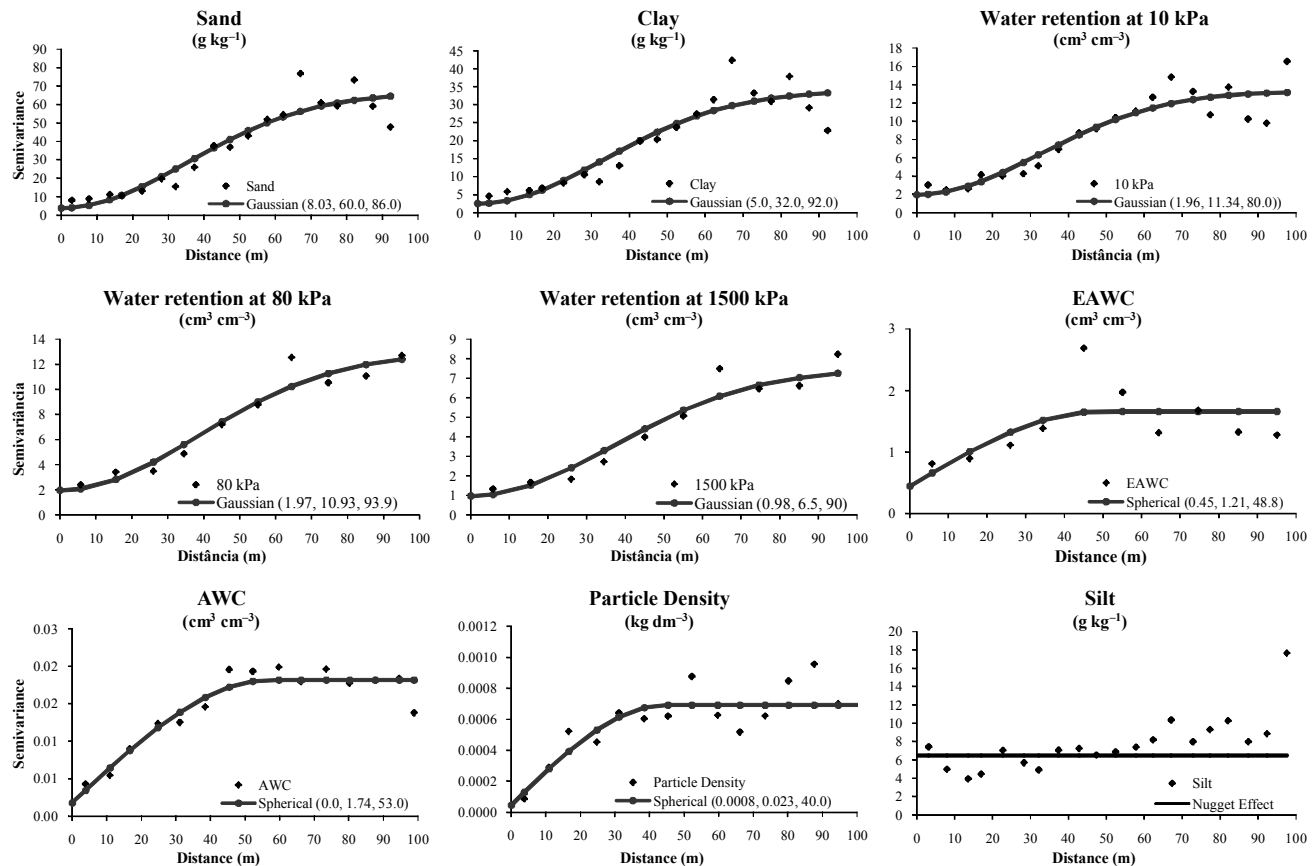 Sand
(g kg⁻¹)
Semivariance
90
80
70
60
50
40
30
20
10
0
Sand
Gaussian (8.03, 60.0, 86.0)
0 10 20 30 40 50 60 70 80 90 100
Distance (m)
Clay
(g kg⁻¹)
45
40
35
30
25
20
15
10
5
0
Clay
Gaussian (5.0, 32.0, 92.0)
0 10 20 30 40 50 60 70 80 90 100
Distance (m)
Water retention at 10 kPa
(cm³ cm⁻³)
18
16
14
12
10
8
6
4
2
0
10 kPa
Gaussian (1.96, 11.34, 80.0))
0 10 20 30 40 50 60 70 80 90 100
Distância (m)
Water retention at 80 kPa
(cm³ cm⁻³)
Semivariância
14
12
10
8
6
4
2
0
80 kPa
Gaussian (1.97, 10.93, 93.9)
0 10 20 30 40 50 60 70 80 90 100
Distância (m)
Water retention at 1500 kPa
(cm³ cm⁻³)
9
8
7
6
5
4
3
2
1
0
1500 kPa
Gaussian (0.98, 6.5, 90)
0 10 20 30 40 50 60 70 80 90 100
Distância (m)
EAWC
(cm³ cm⁻³)
3
2
1
0
EAWC
Spherical (0.45, 1.21, 48.8)
0 10 20 30 40 50 60 70 80 90 100
Distance (m)
AWC
(cm³ cm⁻³)
Semivariance
0.03
0.02
0.02
0.01
0.01
0.00
AWC
Spherical (0.0, 1.74, 53.0)
0 10 20 30 40 50 60 70 80 90 100
Distance (m)
Particle Density
(kg dm⁻³)
0.0012
0.0010
0.0008
0.0006
0.0004
0.0002
0.0000
Particle Density
Spherical (0.0008, 0.023, 40.0)
0 10 20 30 40 50 60 70 80 90 100
Distance (m)
Silt
(g kg⁻¹)
20
18
16
14
12
10
8
6
4
2
0
Silt
Nugget Effect
0 10 20 30 40 50 60 70 80 90 100
Distance (m)